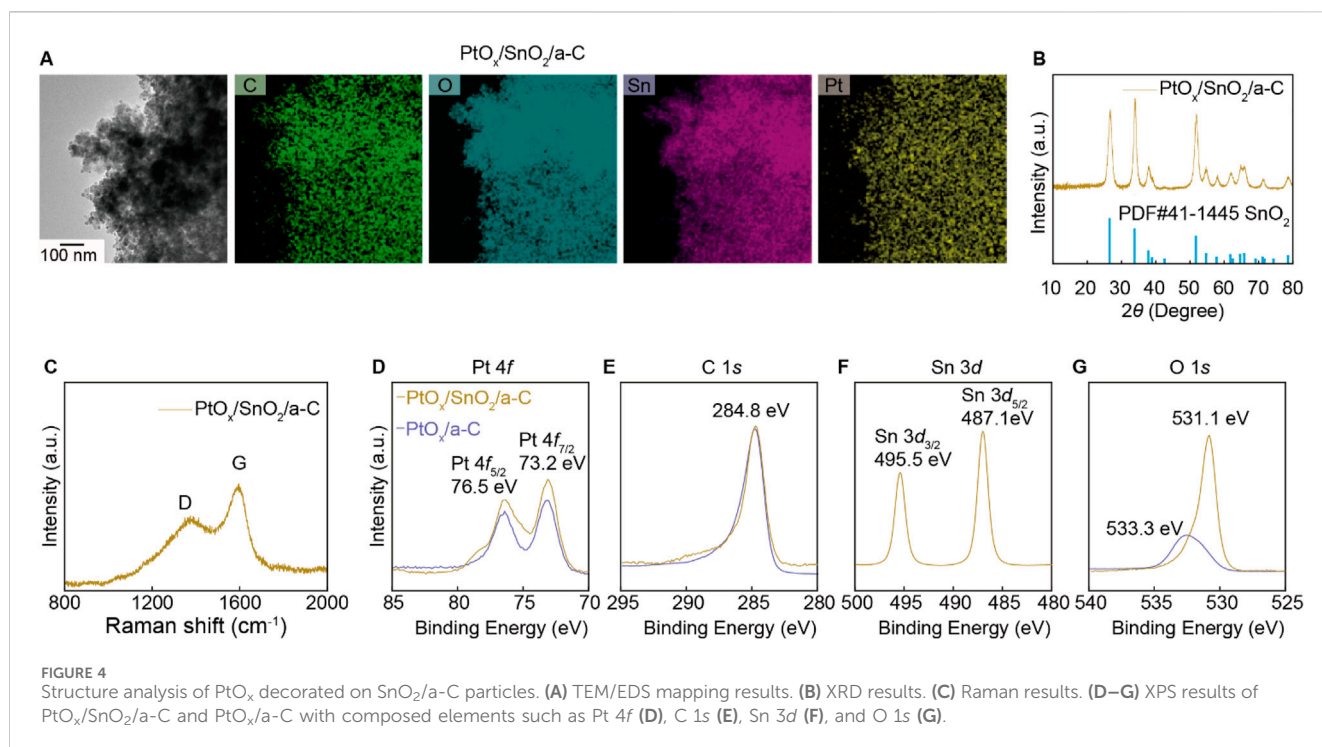 A
PtOₓ/SnO₂/a-C
C
O
Sn
Pt
100 nm
B
Intensity (a.u.)
PtOₓ/SnO₂/a-C
PDF#41-1445 SnO₂
10 20 30 40 50 60 70 80
2θ (Degree)
C
Intensity (a.u.)
PtOₓ/SnO₂/a-C
D
G
800 1200 1600 2000
Raman shift (cm⁻¹)
D
Pt 4f
Intensity (a.u.)
PtOₓ/SnO₂/a-C
PtOₓ/a-C
Pt 4f₇/₂
73.2 eV
Pt 4f₅/₂
76.5 eV
85 80 75 70
Binding Energy (eV)
E
C 1s
284.8 eV
295 290 285 280
Binding Energy (eV)
F
Sn 3d
Sn 3d₅/₂
487.1eV
Sn 3d₃/₂
495.5 eV
500 495 490 485 480
Binding Energy (eV)
G
O 1s
531.1 eV
533.3 eV
540 535 530 525
Binding Energy (eV)
FIGURE 4
Structure analysis of PtOₓ decorated on SnO₂/a-C particles. (A) TEM/EDS mapping results. (B) XRD results. (C) Raman results. (D–G) XPS results of
PtOₓ/SnO₂/a-C and PtOₓ/a-C with composed elements such as Pt 4f (D), C 1s (E), Sn 3d (F), and O 1s (G).